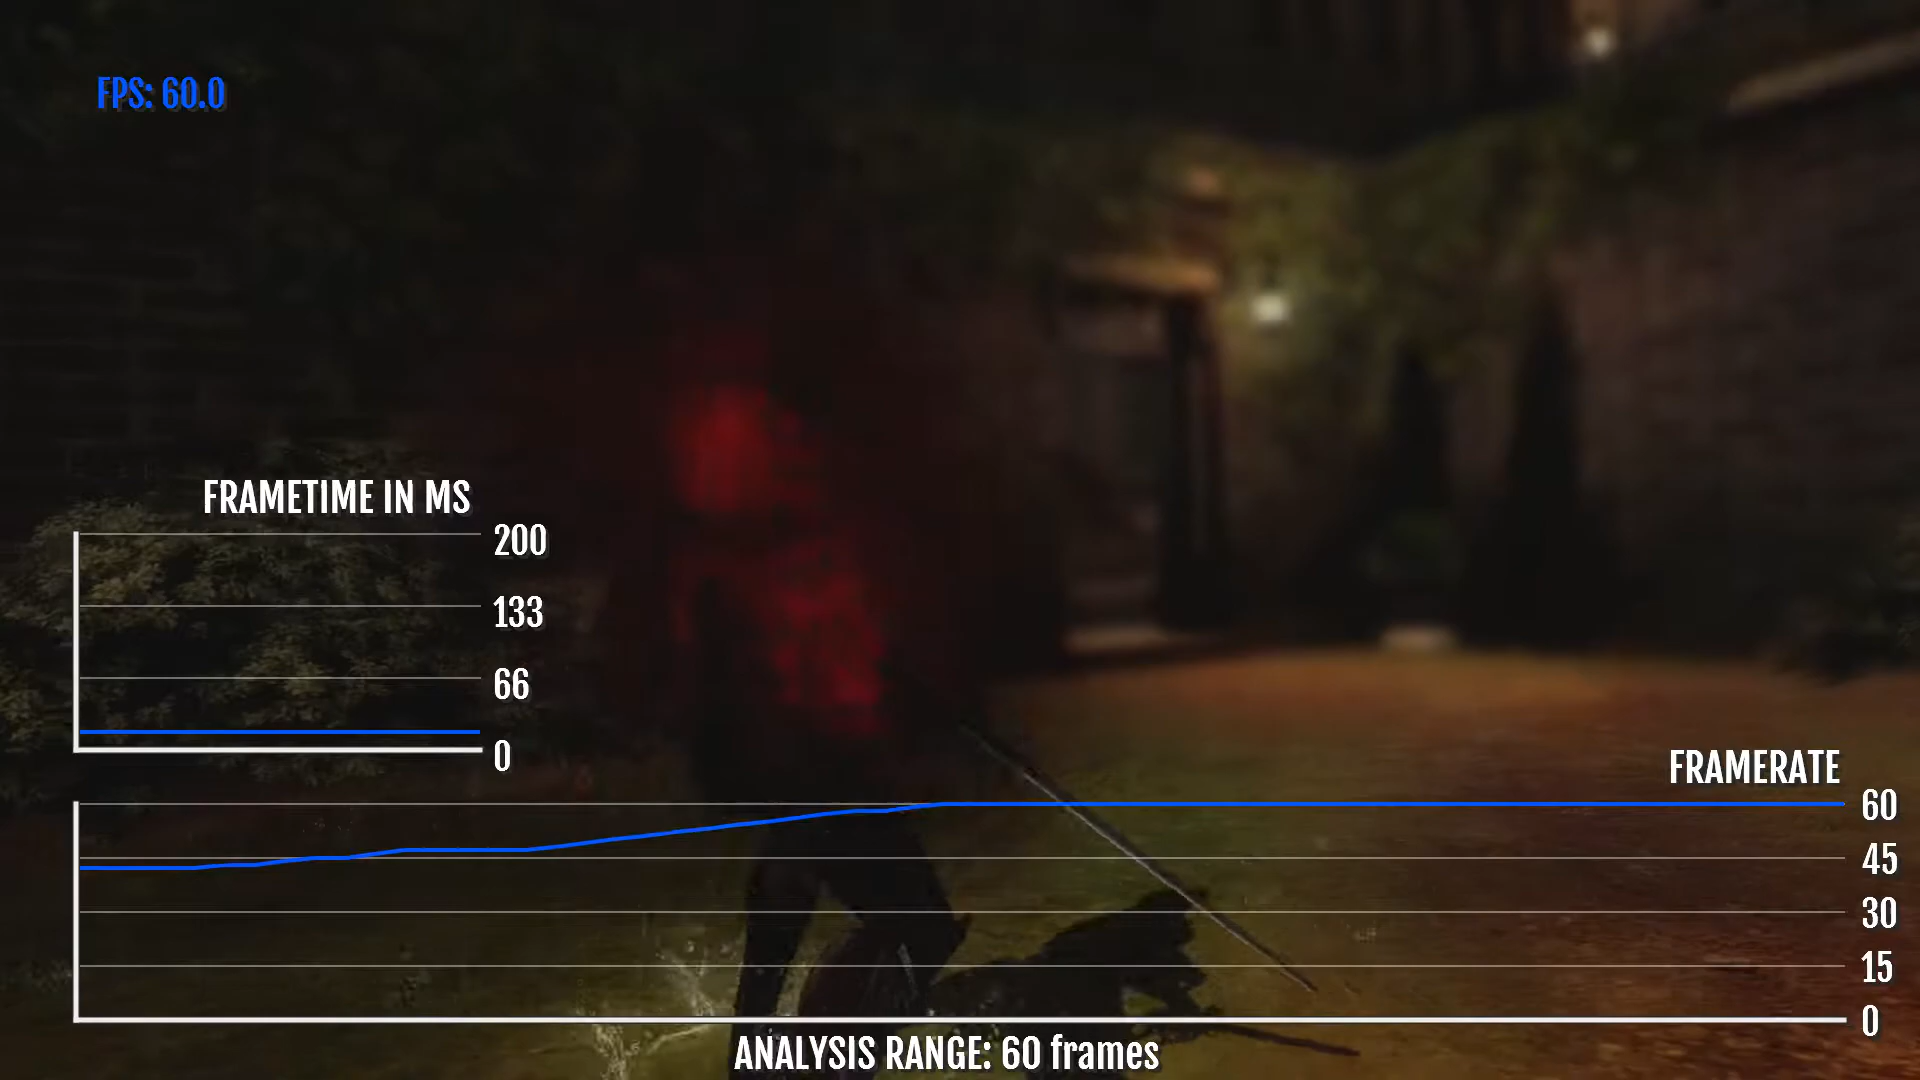 FPS: 60.0
FRAMETIME IN MS
200
133
66
0
FRAMERATE
60
45
30
15
0
ANALYSIS RANGE: 60 frames